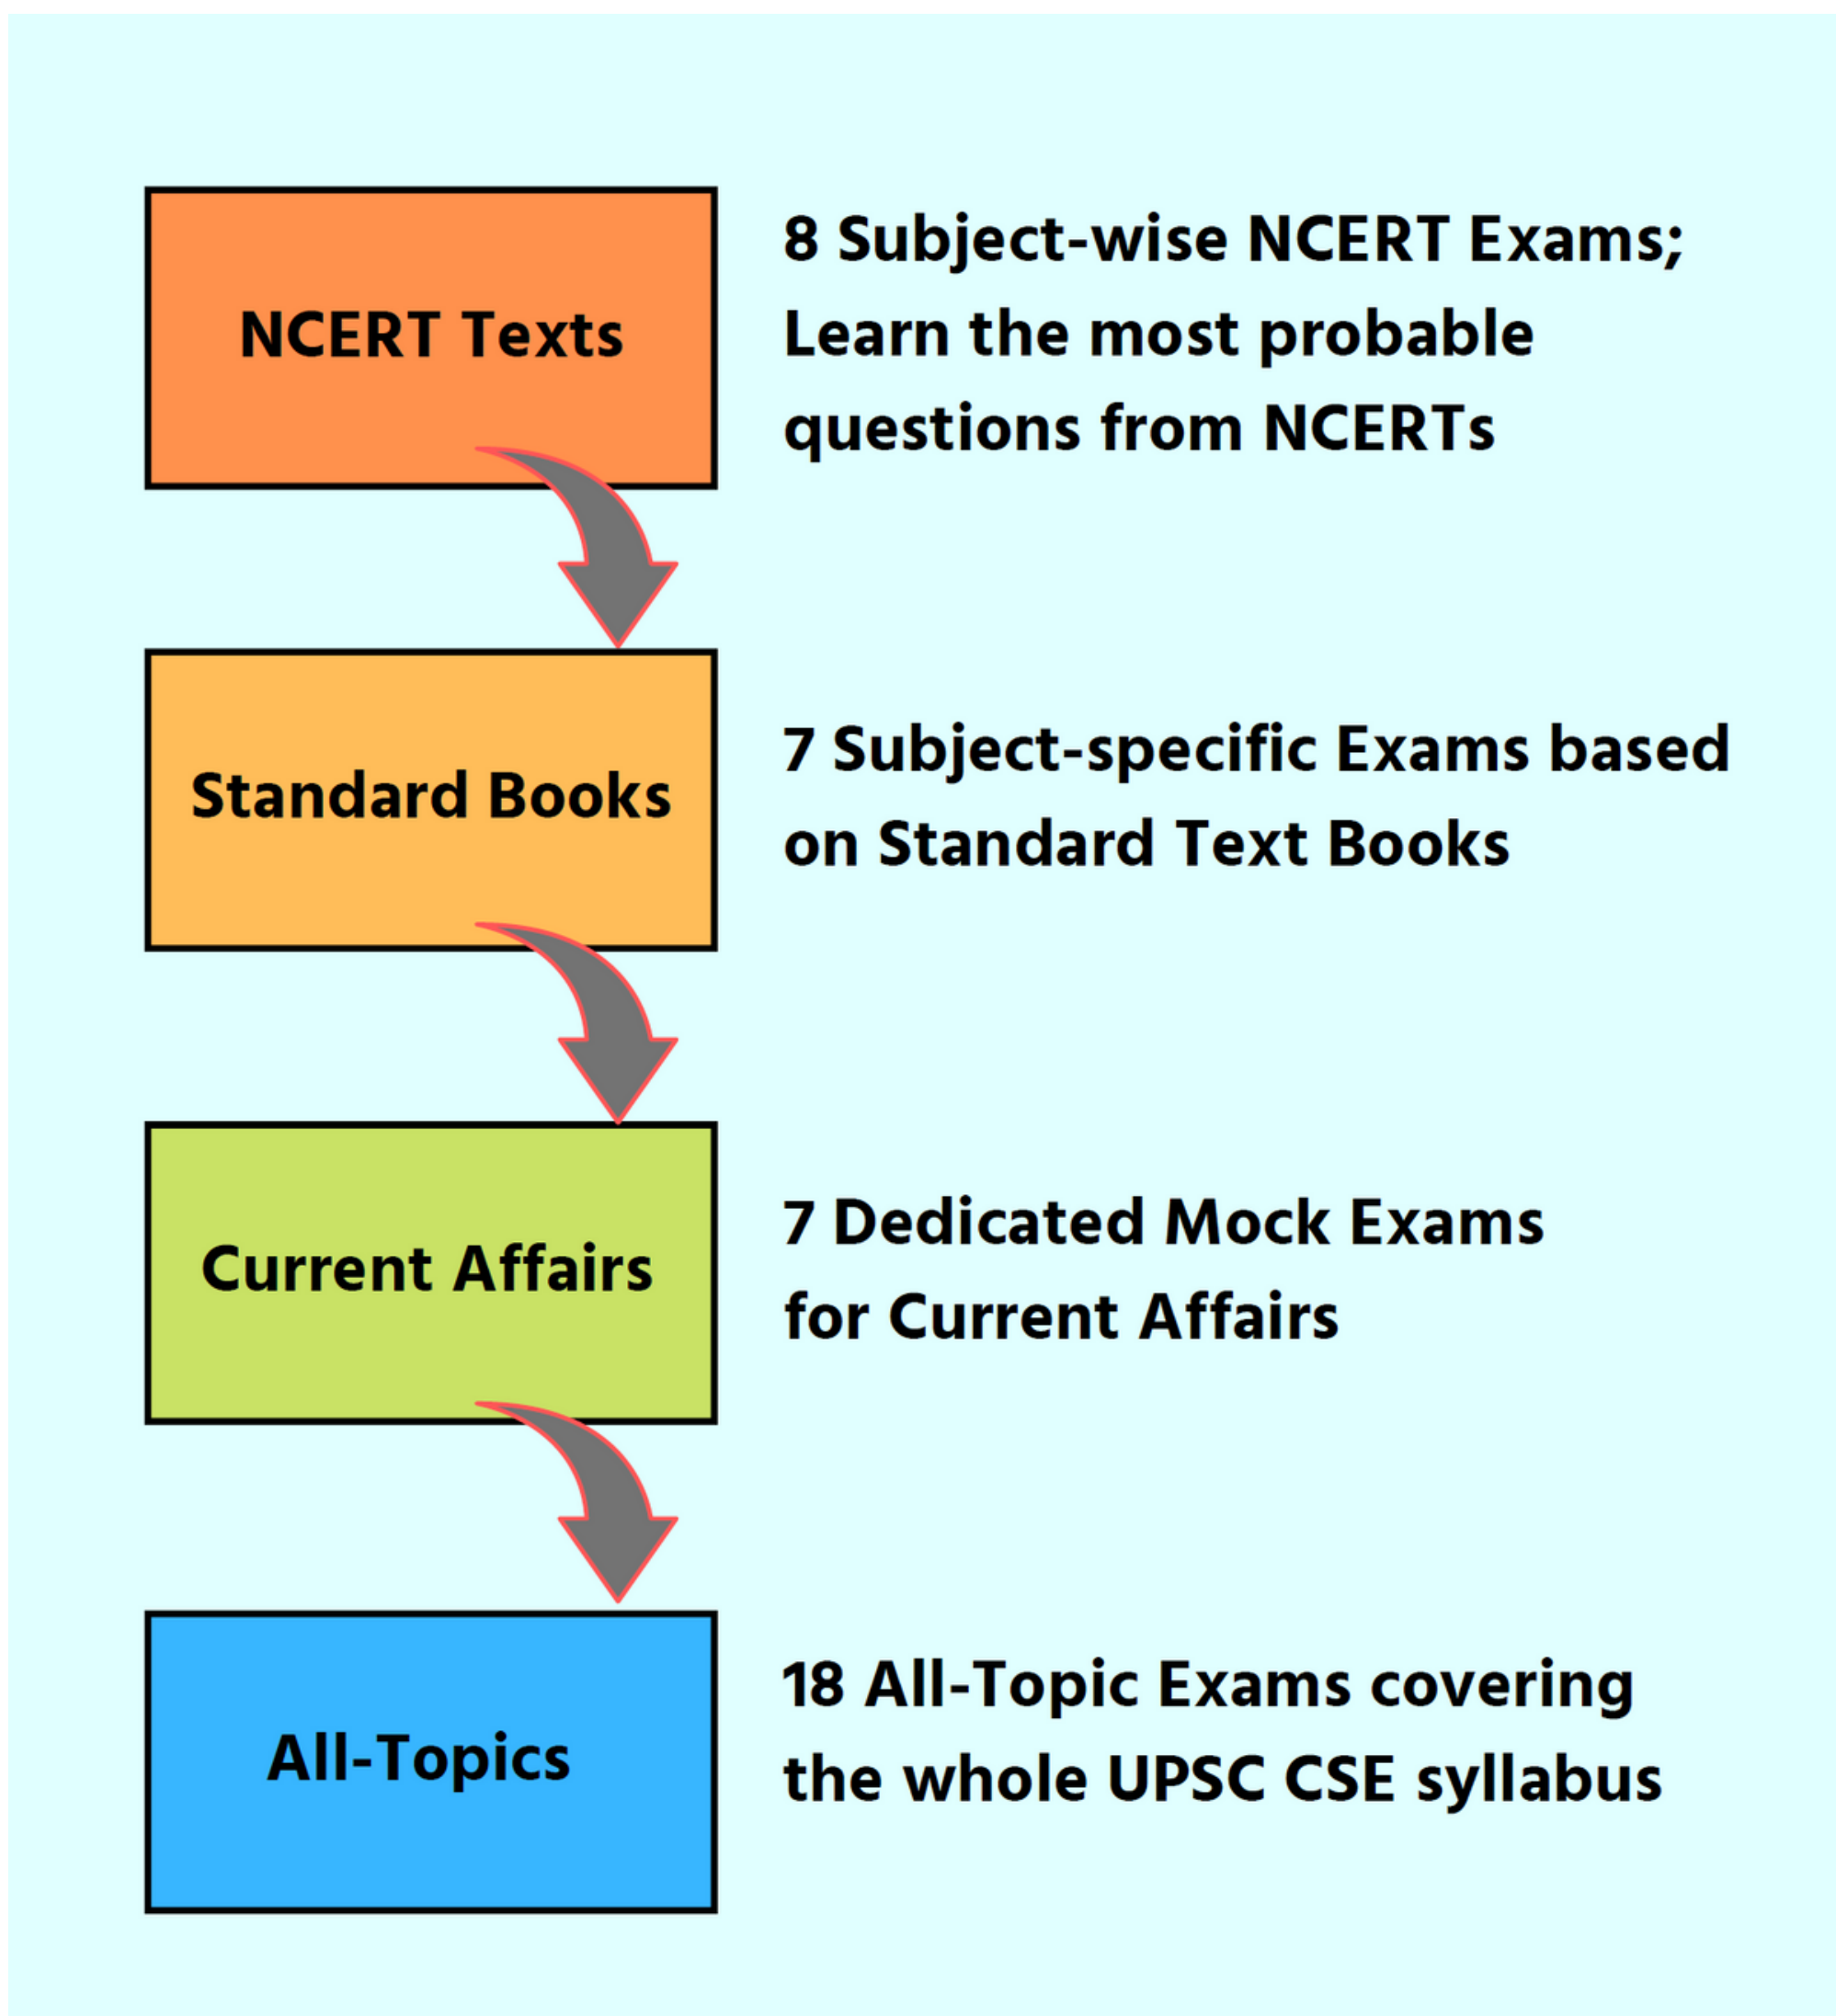 NCERT Texts
8 Subject-wise NCERT Exams;
Learn the most probable
questions from NCERTs
Standard Books
7 Subject-specific Exams based
on Standard Text Books
Current Affairs
7 Dedicated Mock Exams
for Current Affairs
All-Topics
18 All-Topic Exams covering
the whole UPSC CSE syllabus